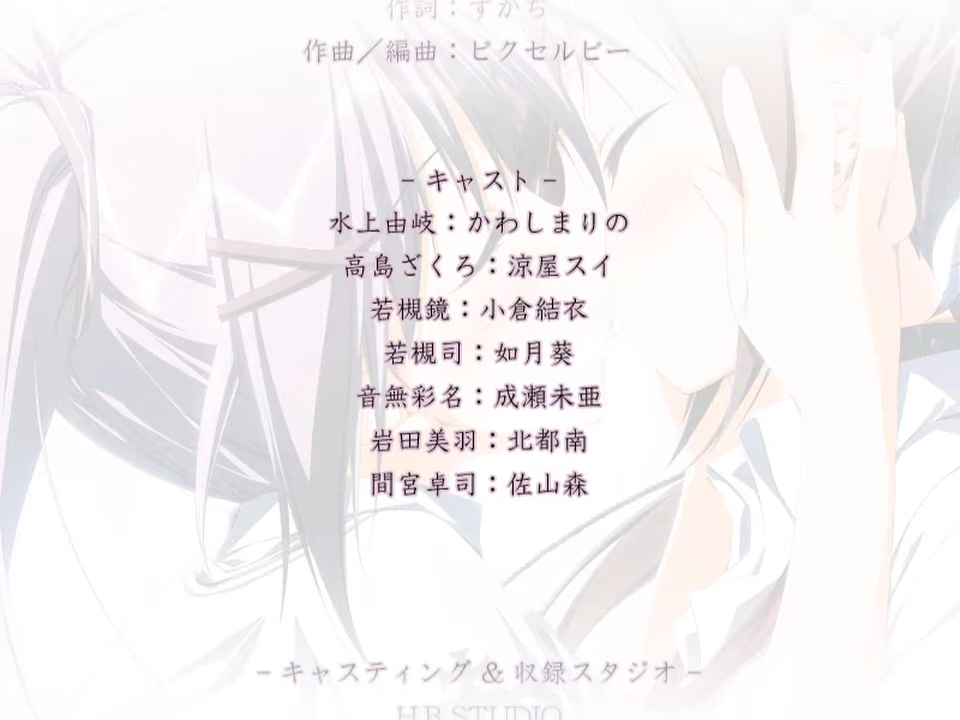 作詞：すかぢ
作曲／編曲：ピクセルビー
－ キャスト －
水上由岐：かわしまりの
高島ざくろ：涼屋スイ
若槻鏡：小倉結衣
若槻司：如月葵
音無彩名：成瀬未亜
岩田美羽：北都南
間宮卓司：佐山森
－ キャスティング & 収録スタジオ －
H.B STUDIO